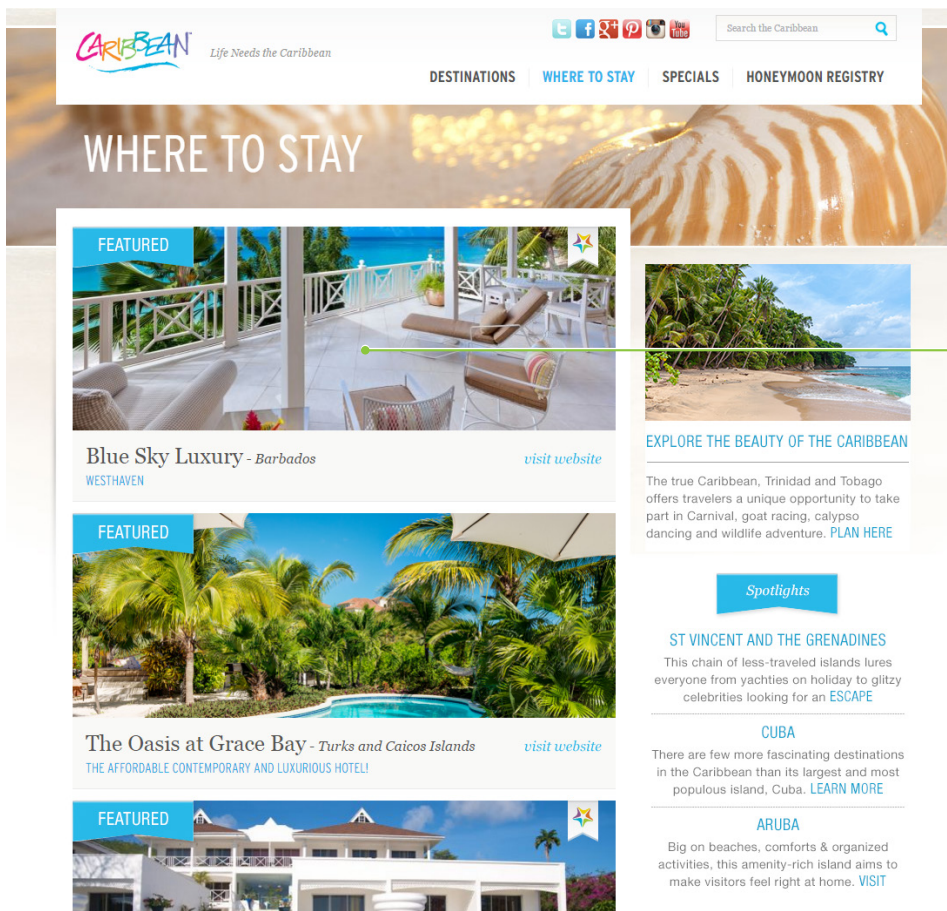 CARIBBEAN
Life Needs the Caribbean
You Tube
Search the Caribbean
DESTINATIONS
WHERE TO STAY
SPECIALS
HONEYMOON REGISTRY
WHERE TO STAY
FEATURED
Blue Sky Luxury - Barbados
visit website
WESTHAVEN
FEATURED
The Oasis at Grace Bay - Turks and Caicos Islands
visit website
THE AFFORDABLE CONTEMPORARY AND LUXURIOUS HOTEL!
FEATURED
EXPLORE THE BEAUTY OF THE CARIBBEAN
The true Caribbean, Trinidad and Tobago
offers travelers a unique opportunity to take
part in Carnival, goat racing, calypso
dancing and wildlife adventure. PLAN HERE
Spotlights
ST VINCENT AND THE GRENADINES
This chain of less-traveled islands lures
everyone from yachties on holiday to glitzy
celebrities looking for an ESCAPE
CUBA
There are few more fascinating destinations
in the Caribbean than its largest and most
populous island, Cuba. LEARN MORE
ARUBA
Big on beaches, comforts & organized
activities, this amenity-rich island aims to
make visitors feel right at home. VISIT